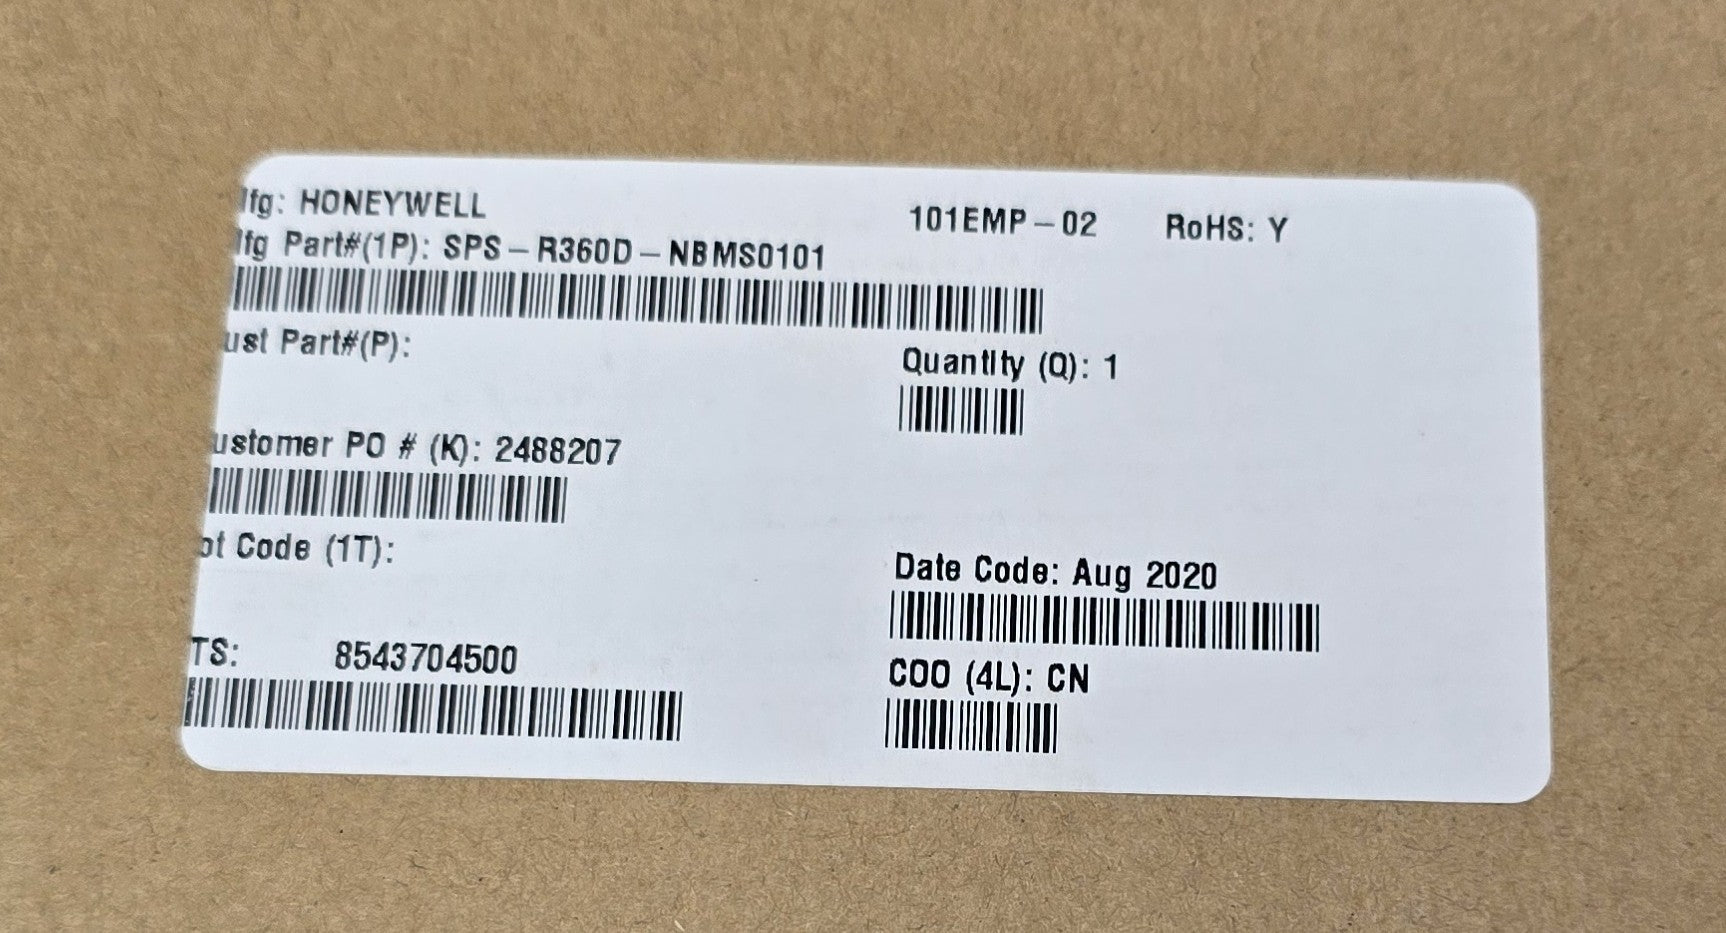 lfg: HONEYWELL
101EMP-02 RoHS: Y
lfg Part#(1P): SPS-R360D-NBMS0101
ust Part#(P):
Quantity (Q): 1
ustomer PO # (K): 2488207
ot Code (1T):
Date Code: Aug 2020
TS: 8543704500
COO (4L): CN